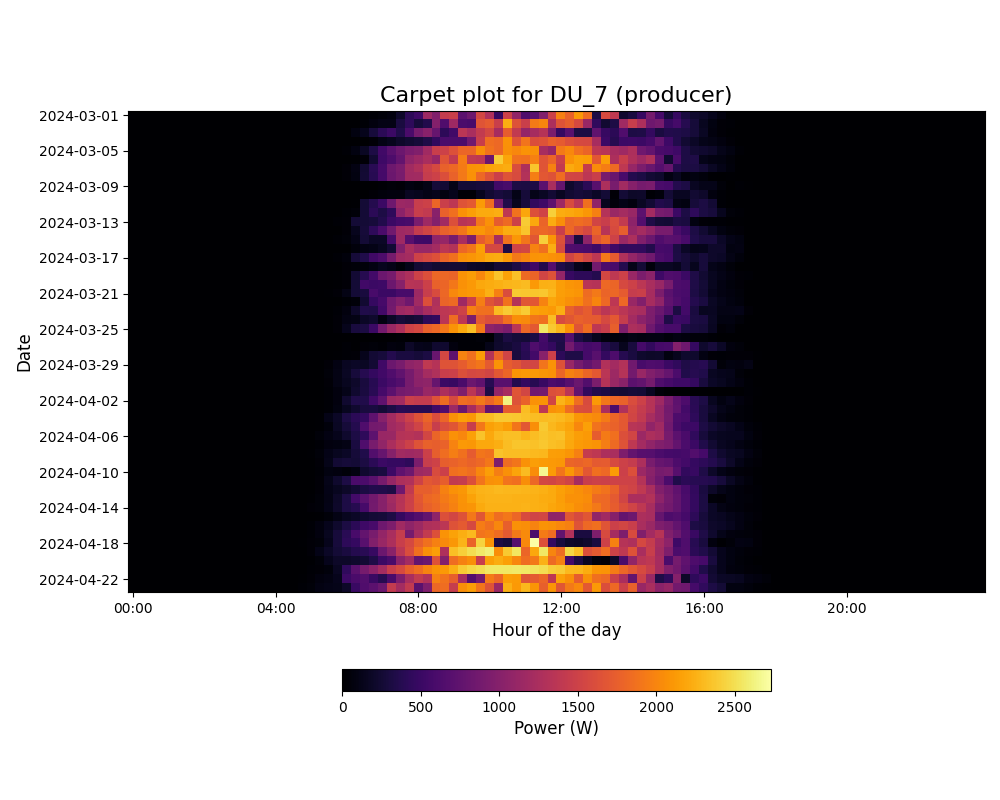 Carpet plot for DU_7 (producer)
Date
2024-03-01
2024-03-05
2024-03-09
2024-03-13
2024-03-17
2024-03-21
2024-03-25
2024-03-29
2024-04-02
2024-04-06
2024-04-10
2024-04-14
2024-04-18
2024-04-22
00:00 04:00 08:00 12:00 16:00 20:00
Hour of the day
0 500 1000 1500 2000 2500
Power (W)